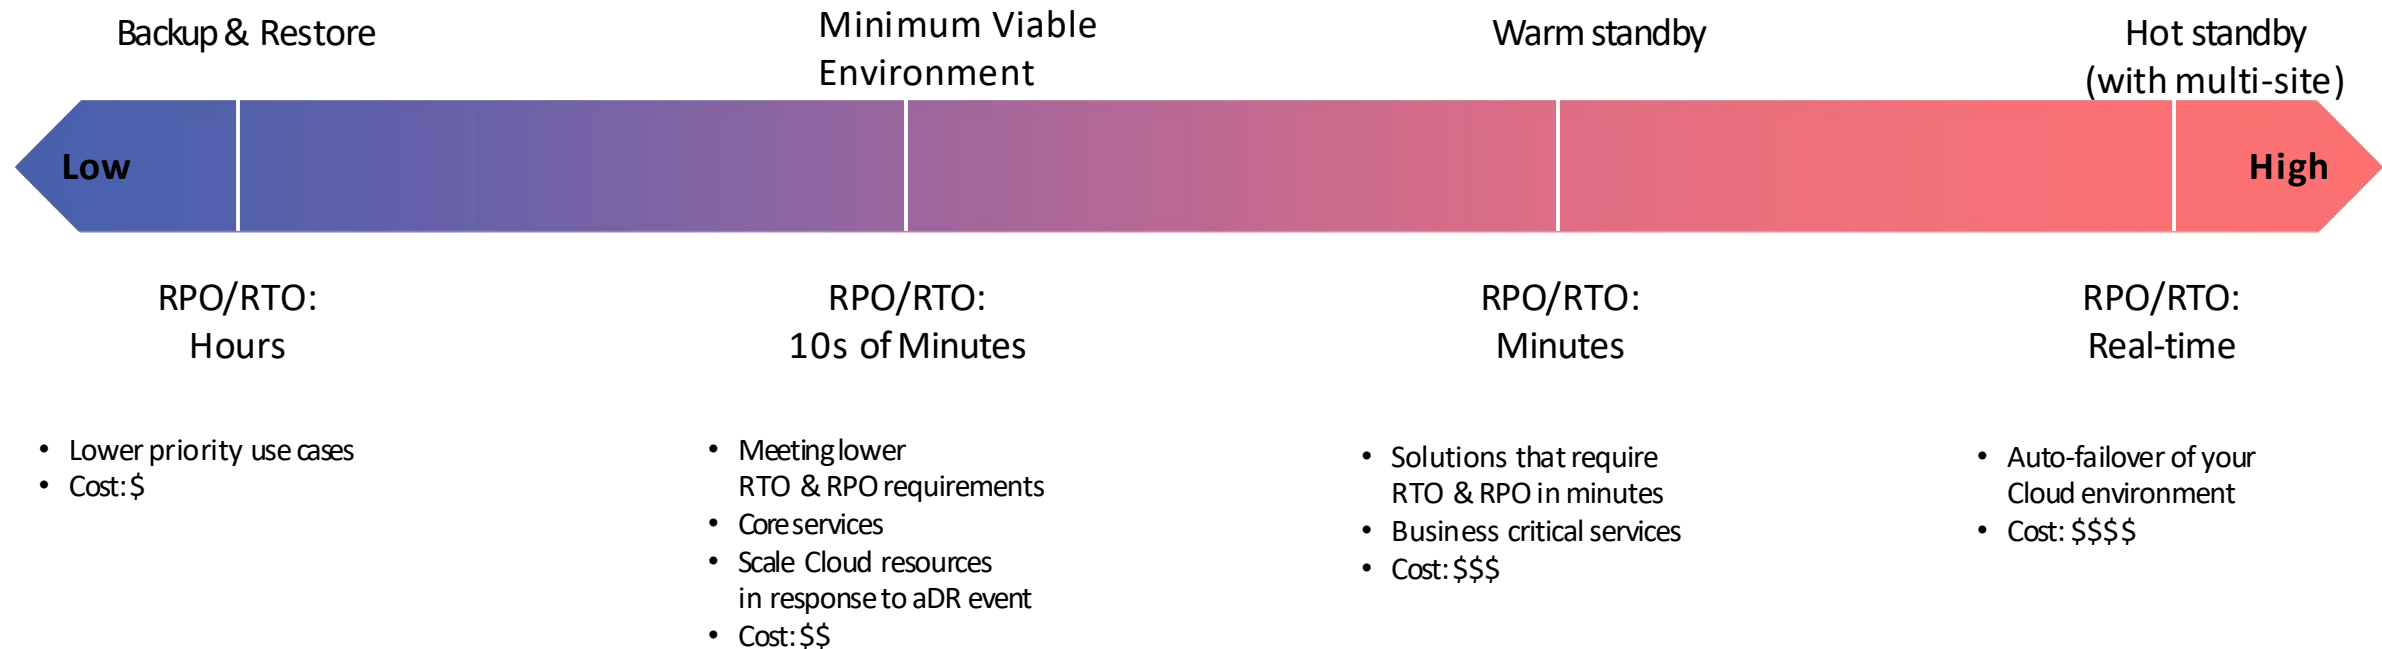 Backup & Restore
Minimum Viable
Environment
Warm standby
Hot standby
(with multi-site)
Low
High
RPO/RTO:
Hours
RPO/RTO:
10s of Minutes
RPO/RTO:
Minutes
RPO/RTO:
Real-time
• Lower priority use cases
• Cost: $
• Meeting lower
RTO & RPO requirements
• Core services
• Scale Cloud resources
in response to a DR event
• Cost: $$
• Solutions that require
RTO & RPO in minutes
• Business critical services
• Cost: $$$
• Auto-failover of your
Cloud environment
• Cost: $$$$